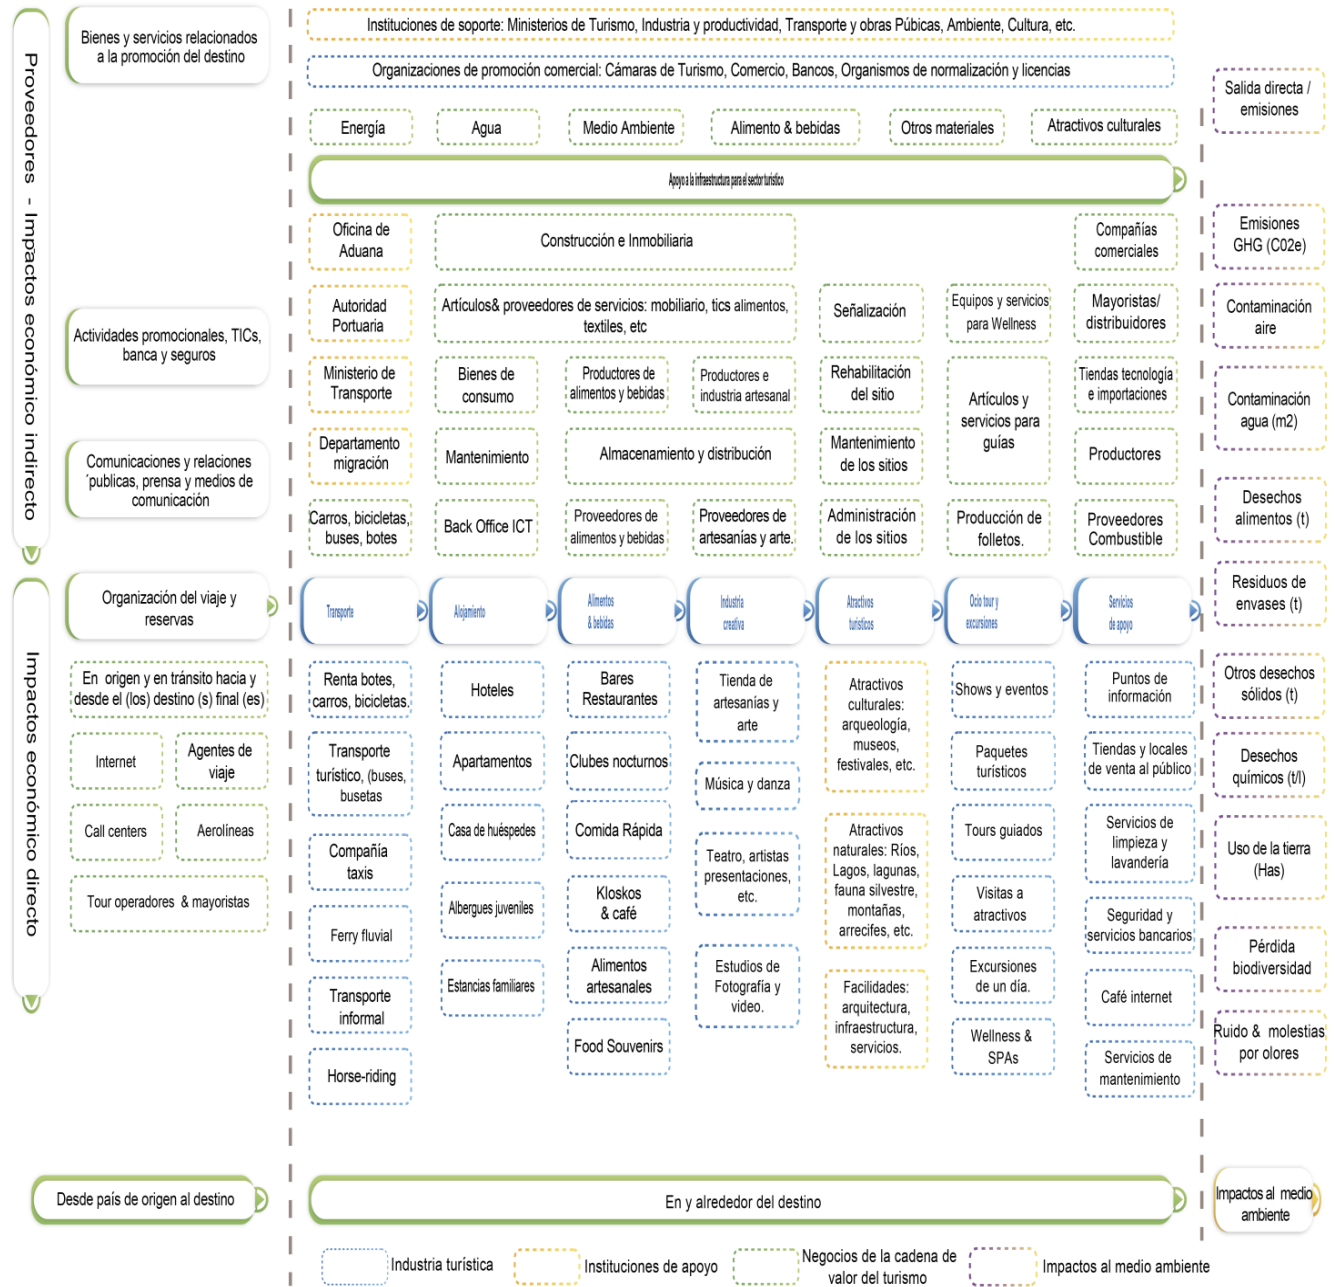 Proveedores - Impactos económico indirecto
Impactos económico directo
Bienes y servicios relacionados
a la promoción del destino
Actividades promocionales, TICs,
banca y seguros
Comunicaciones y relaciones
´publicas, prensa y medios de
comunicación
Organización del viaje y
reservas
En origen y en tránsito hacia y
desde el (los) destino (s) final (es)
Internet
Agentes de
viaje
Call centers
Aerolíneas
Tour operadores & mayoristas
Desde país de origen al destino
Instituciones de soporte: Ministerios de Turismo, Industria y productividad, Transporte y obras Púbicas, Ambiente, Cultura, etc.
Organizaciones de promoción comercial: Cámaras de Turismo, Comercio, Bancos, Organismos de normalización y licencias
Energía
Agua
Medio Ambiente
Alimento & bebidas
Otros materiales
Atractivos culturales
Apoyo a la infraestructura para el sector turístico
Oficina de
Aduana
Construcción e Inmobiliaria
Compañías
comerciales
Autoridad
Portuaria
Artículos& proveedores de servicios: mobiliario, tics alimentos,
textiles, etc
Señalización
Equipos y servicios
para Wellness
Mayoristas/
distribuidores
Ministerio de
Transporte
Bienes de
consumo
Productores de
alimentos y bebidas
Productores e
industria artesanal
Rehabilitación
del sitio
Artículos y
servicios para
guías
Tiendas tecnología
e importaciones
Departamento
migración
Mantenimiento
Almacenamiento y distribución
Mantenimiento
de los sitios
Productores
Carros, bicicletas,
buses, botes
Back Office ICT
Proveedores de
alimentos y bebidas
Proveedores de
artesanías y arte.
Administración
de los sitios
Producción de
folletos.
Proveedores
Combustible
Transporte
Alojamiento
Alimentos
& bebidas
Industria
creativa
Atractivos
turísticos
Ocio tour y
excursiones
Servicios
de apoyo
Renta botes,
carros, bicicletas.
Transporte
turístico, (buses,
busetas
Compañía
taxis
Ferry fluvial
Transporte
informal
Horse-riding
Hoteles
Apartamentos
Casa de huéspedes
Albergues juveniles
Estancias familiares
Bares
Restaurantes
Clubes nocturnos
Comida Rápida
Kloskos
& café
Alimentos
artesanales
Food Souvenirs
Tienda de
artesanías y
arte
Música y danza
Teatro, artistas
presentaciones,
etc.
Estudios de
Fotografía y
video.
Atractivos
culturales:
arqueología,
museos,
festivales, etc.
Atractivos
naturales: Ríos,
Lagos, lagunas,
fauna silvestre,
montañas,
arrecifes, etc.
Facilidades:
arquitectura,
infraestructura,
servicios.
Shows y eventos
Paquetes
turísticos
Tours guiados
Visitas a
atractivos
Excursiones
de un día.
Wellness &
SPAs
Puntos de
información
Tiendas y locales
de venta al público
Servicios de
limpieza y
lavandería
Seguridad y
servicios bancarios
Café internet
Servicios de
mantenimiento
En y alrededor del destino
Salida directa /
emisiones
Emisiones
GHG (C02e)
Contaminación
aire
Contaminación
agua (m2)
Desechos
alimentos (t)
Residuos de
envases (t)
Otros desechos
sólidos (t)
Desechos
químicos (t/l)
Uso de la tierra
(Has)
Pérdida
biodiversidad
Ruido & molestias
por olores
Impactos al medio
ambiente
Industria turística
Instituciones de apoyo
Negocios de la cadena de
valor del turismo
Impactos al medio ambiente